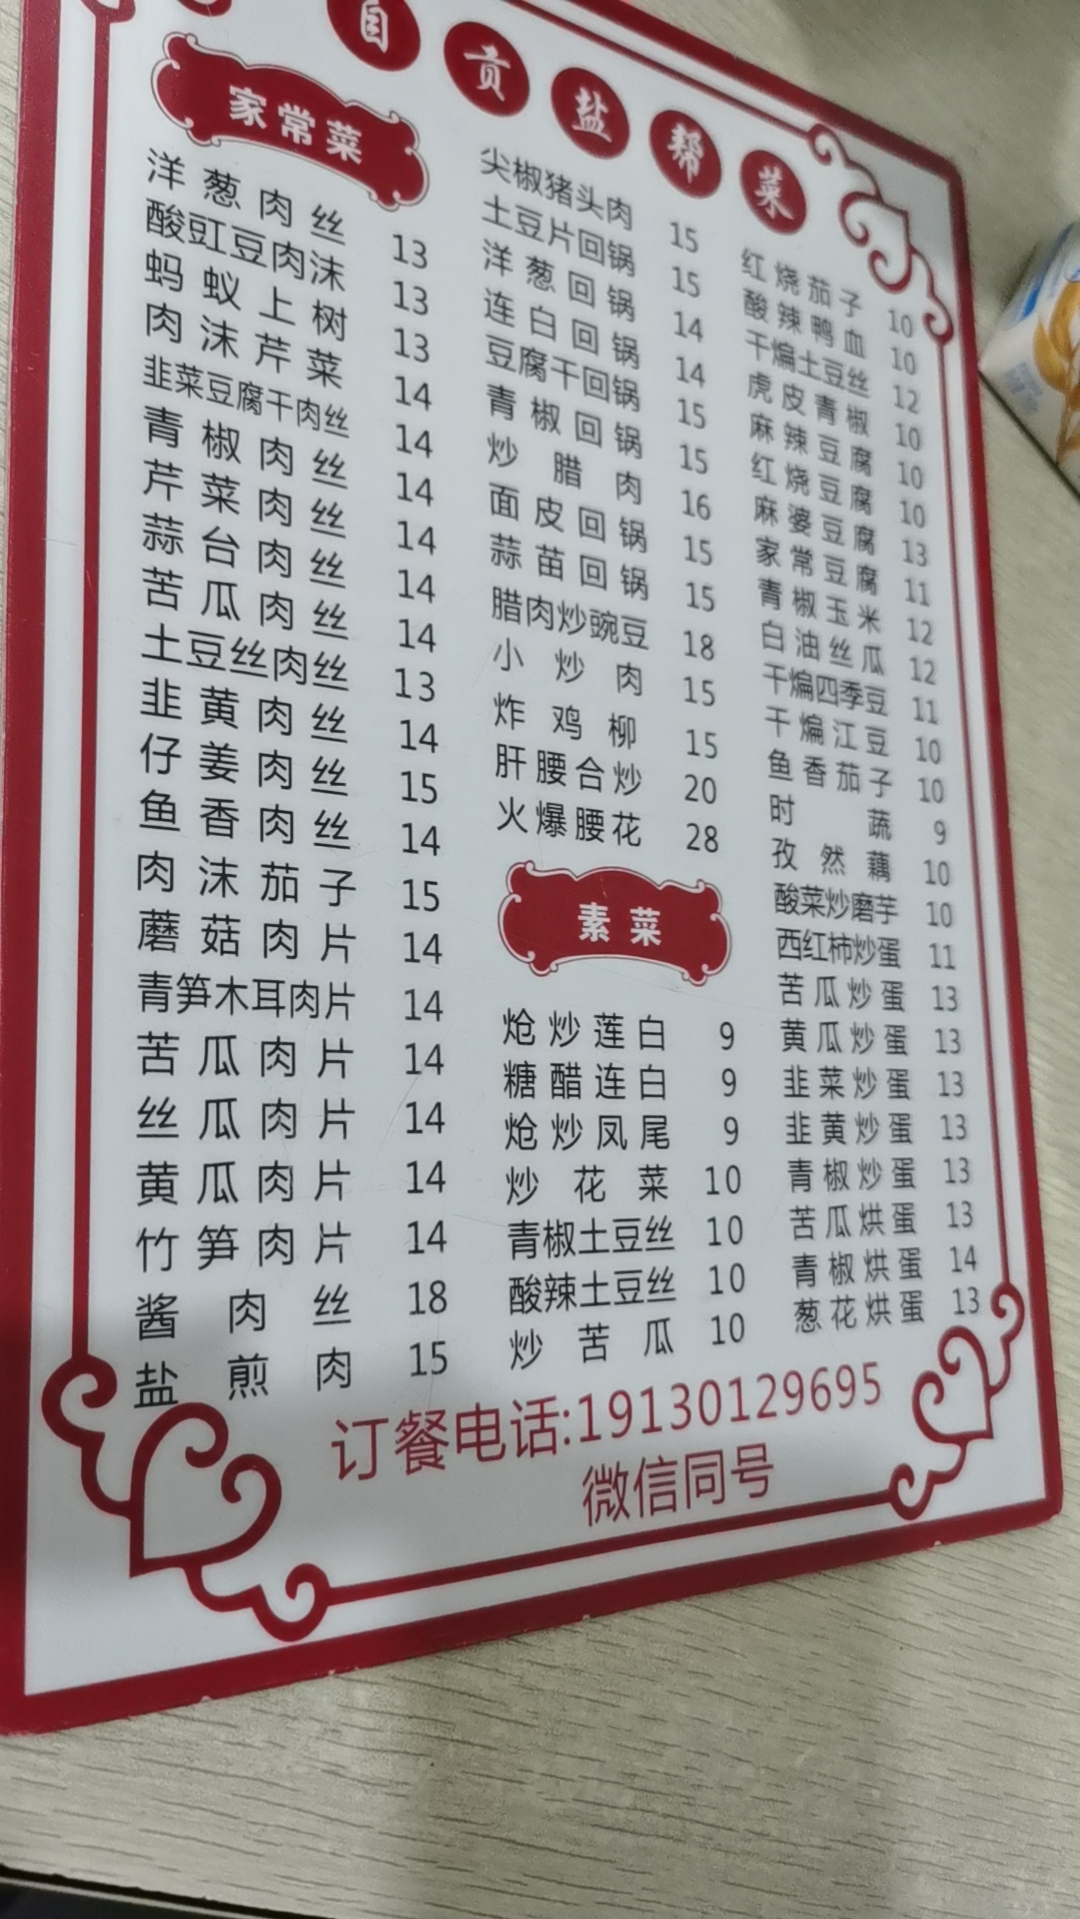 自贡盐帮菜
家常菜
洋葱肉丝 13
酸豇豆肉沫 13
蚂蚁上树 13
肉沫芹菜 14
韭菜豆腐干肉丝 14
青椒肉丝 14
芹菜肉丝 14
蒜台肉丝 14
苦瓜肉丝 14
土豆丝肉丝 13
韭黄肉丝 14
仔姜肉丝 15
鱼香肉丝 14
肉沫茄子 15
蘑菇肉片 14
青笋木耳肉片 14
苦瓜肉片 14
丝瓜肉片 14
黄瓜肉片 14
竹笋肉片 14
酱肉丝 18
盐煎肉 15
尖椒猪头肉 15
土豆片回锅 15
洋葱回锅 14
连白回锅 14
豆腐干回锅 15
青椒回锅 15
炒腊肉 16
面皮回锅 15
蒜苗回锅 15
腊肉炒豌豆 18
小炒肉 15
炸鸡柳 15
肝腰合炒 20
火爆腰花 28
素菜
炝炒莲白 9
糖醋连白 9
炝炒凤尾 9
炒花菜 10
青椒土豆丝 10
酸辣土豆丝 10
炒苦瓜 10
红烧茄子 10
酸辣鸭血 10
干煸土豆丝 12
虎皮青椒 10
麻辣豆腐 10
红烧豆腐 10
麻婆豆腐 13
家常豆腐 11
青椒玉米 12
白油丝瓜 12
干煸四季豆 11
干煸江豆 10
鱼香茄子 10
时蔬 9
孜然藕 10
酸菜炒磨芋 10
西红柿炒蛋 11
苦瓜炒蛋 13
黄瓜炒蛋 13
韭菜炒蛋 13
韭黄炒蛋 13
青椒炒蛋 13
苦瓜烘蛋 13
青椒烘蛋 14
葱花烘蛋 13
订餐电话:19130129695
微信同号